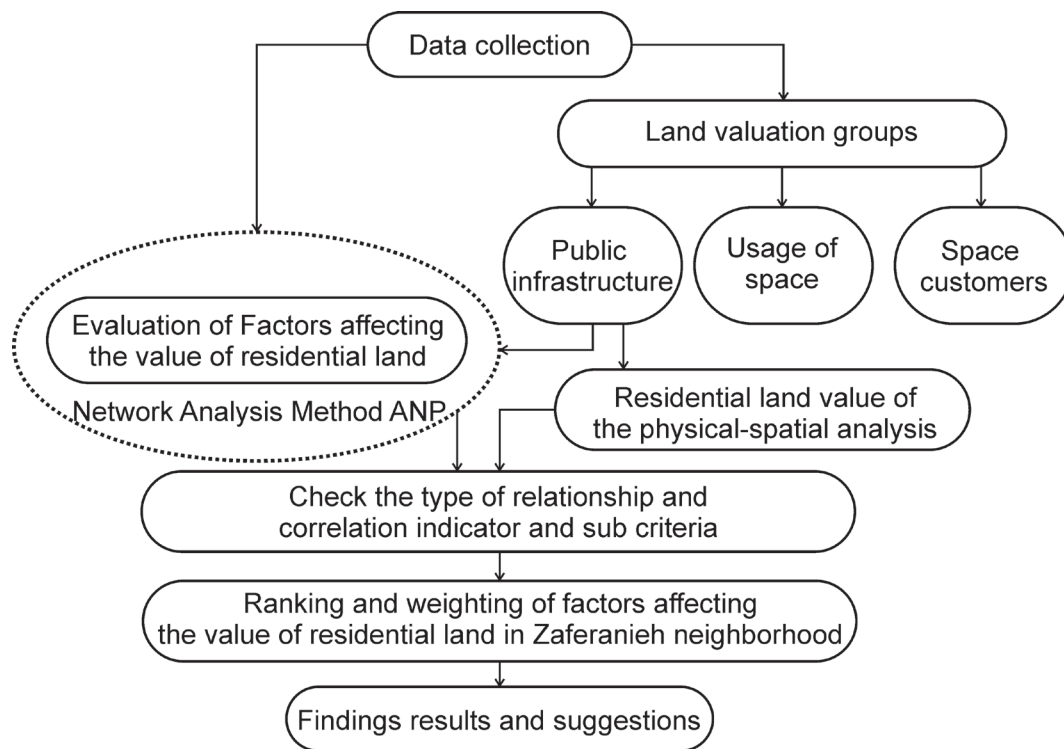 Data collection
Land valuation groups
Public
infrastructure
Usage of
space
Space
customers
Evaluation of Factors affecting
the value of residential land
Network Analysis Method ANP
Residential land value of
the physical-spatial analysis
Check the type of relationship and
correlation indicator and sub criteria
Ranking and weighting of factors affecting
the value of residential land in Zaferanieh neighborhood
Findings results and suggestions